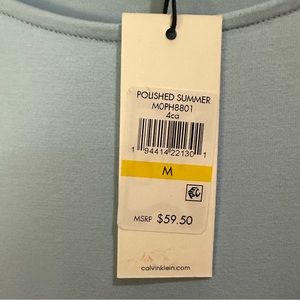 POLISHED SUMMER
M0PH8801
4ca
1 94414 22130 1
M
MSRP $59.50
calvinklein.com